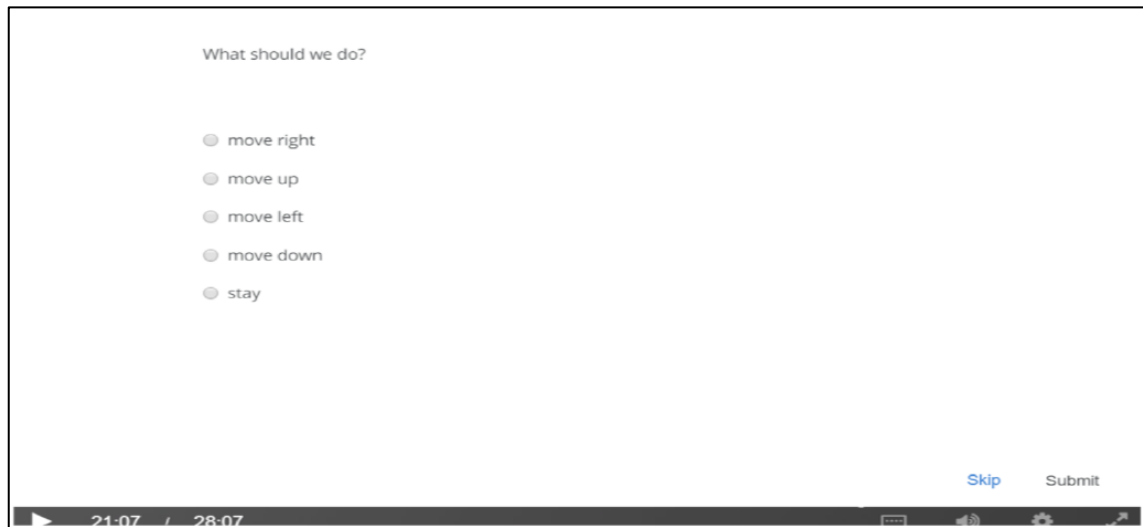 What should we do?
move right
move up
move left
move down
stay
Skip Submit
21:07 / 28:07